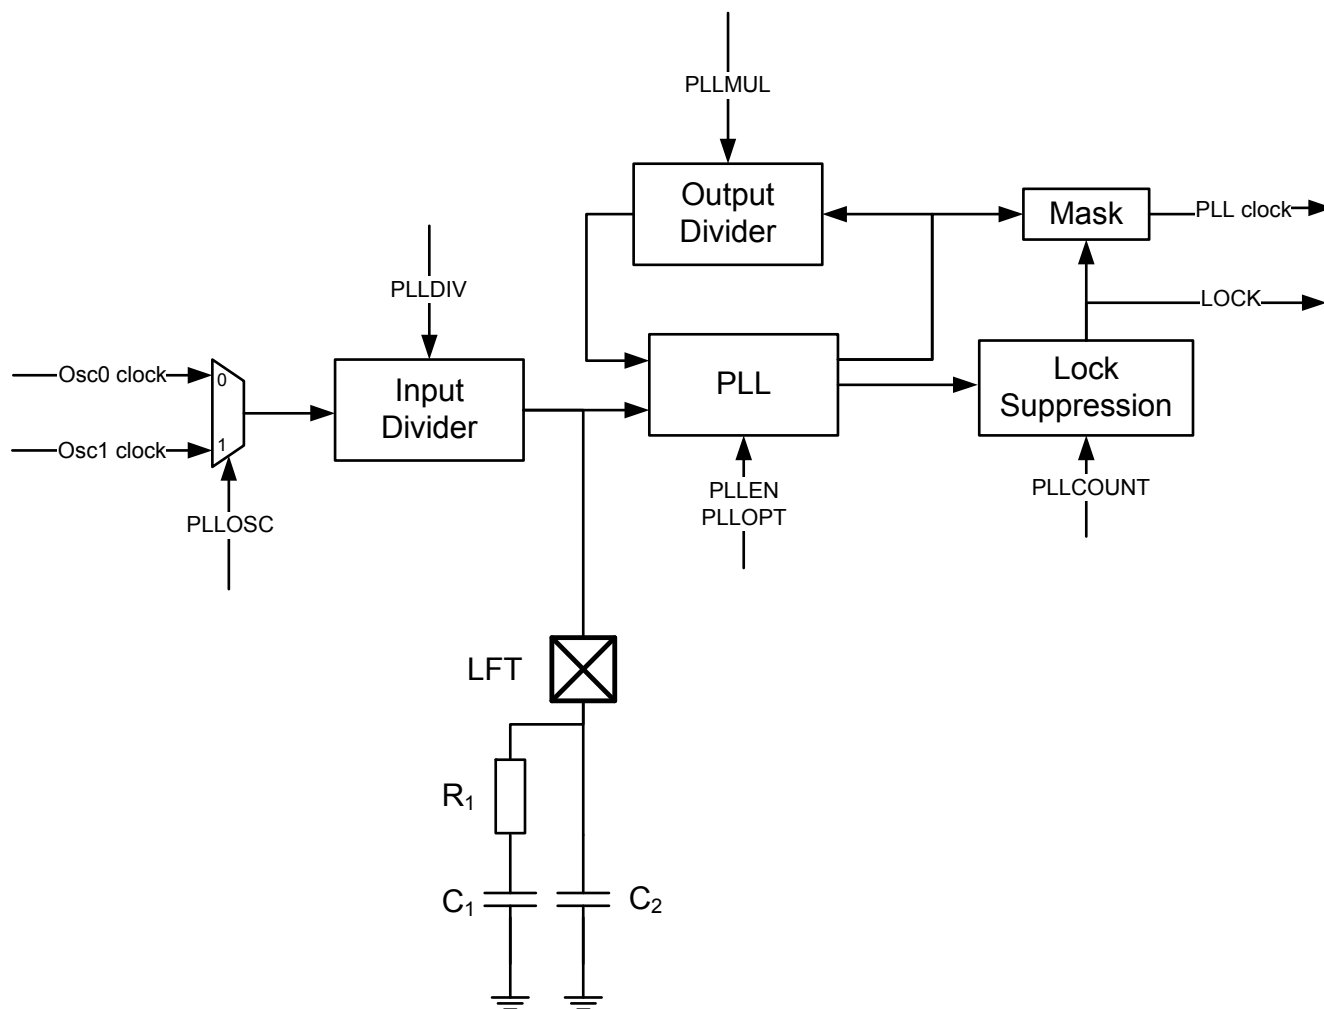 PLLMUL
Output
Divider
Mask
PLL clock
PLLDIV
LOCK
Osc0 clock
0
Input
Divider
PLL
Lock
Suppression
Osc1 clock
1
PLLOSC
PLLEN
PLLOPT
PLLCOUNT
LFT
R1
C1
C2